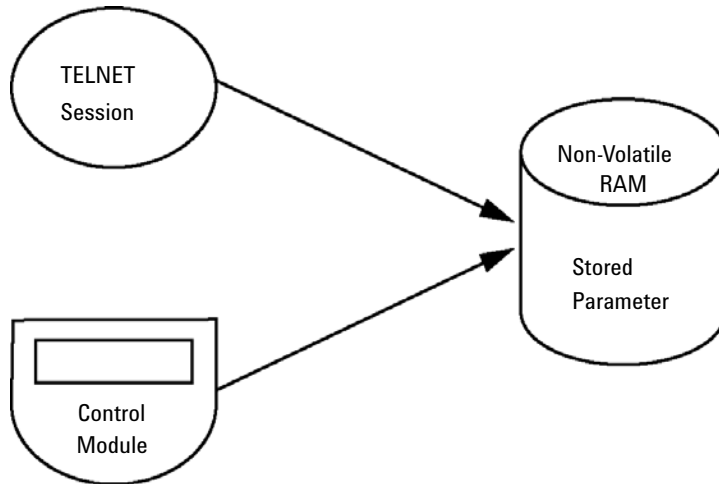 TELNET
Session
Non-Volatile
RAM
Stored
Parameter
Control
Module